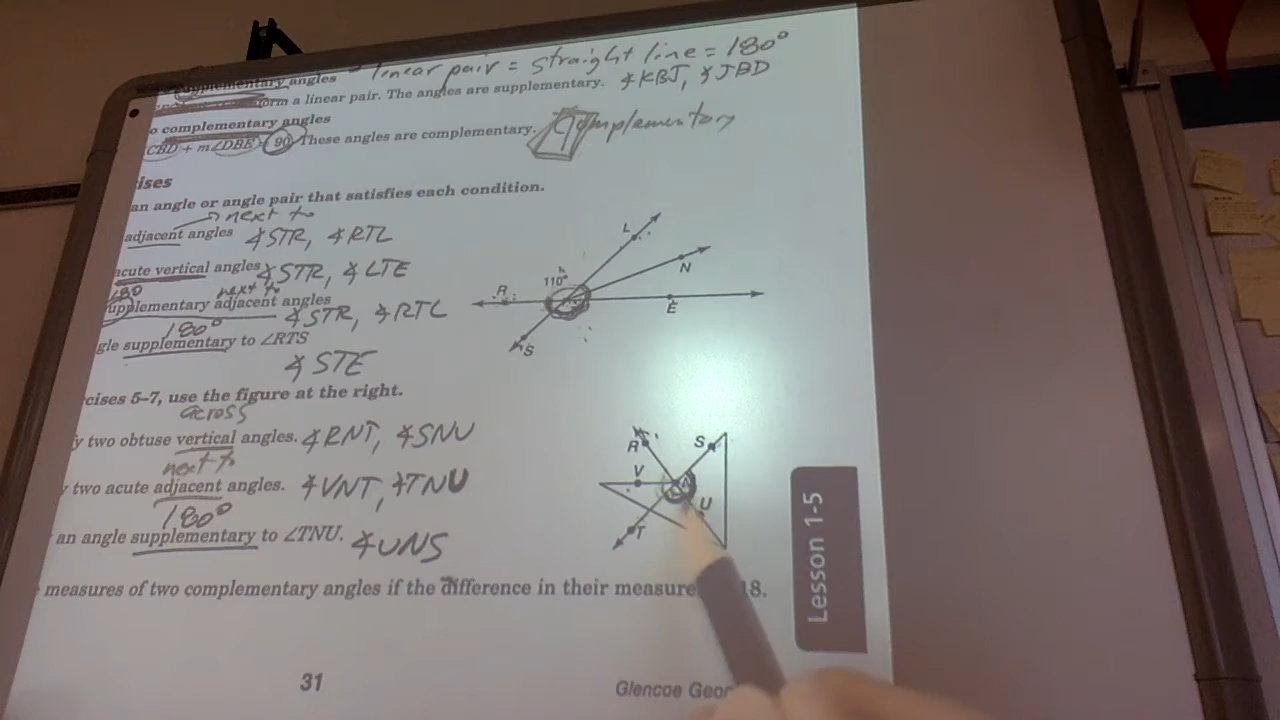 linear pair = straight line = 180°
supplementary angles
form a linear pair. The angles are supplementary. ∡KBJ, ∡JBD
o complementary angles
CBD + m∠DBE = 90. These angles are complementary. Complementary
ises
an angle or angle pair that satisfies each condition.
next to
adjacent angles ∡STR, ∡RTL
acute vertical angles ∡STR, ∡LTE
180 next to
upplementary adjacent angles ∡STR, ∡RTL
180°
gle supplementary to ∠RTS
∡STE
L
N
110°
R
E
S
cises 5–7, use the figure at the right.
across
y two obtuse vertical angles. ∡RNT, ∡SNU
next to
y two acute adjacent angles. ∡VNT, ∡TNU
180°
an angle supplementary to ∠TNU. ∡UNS
R
S
V
N
U
T
measures of two complementary angles if the difference in their measure 18.
Lesson 1-5
31
Glencoe Geo